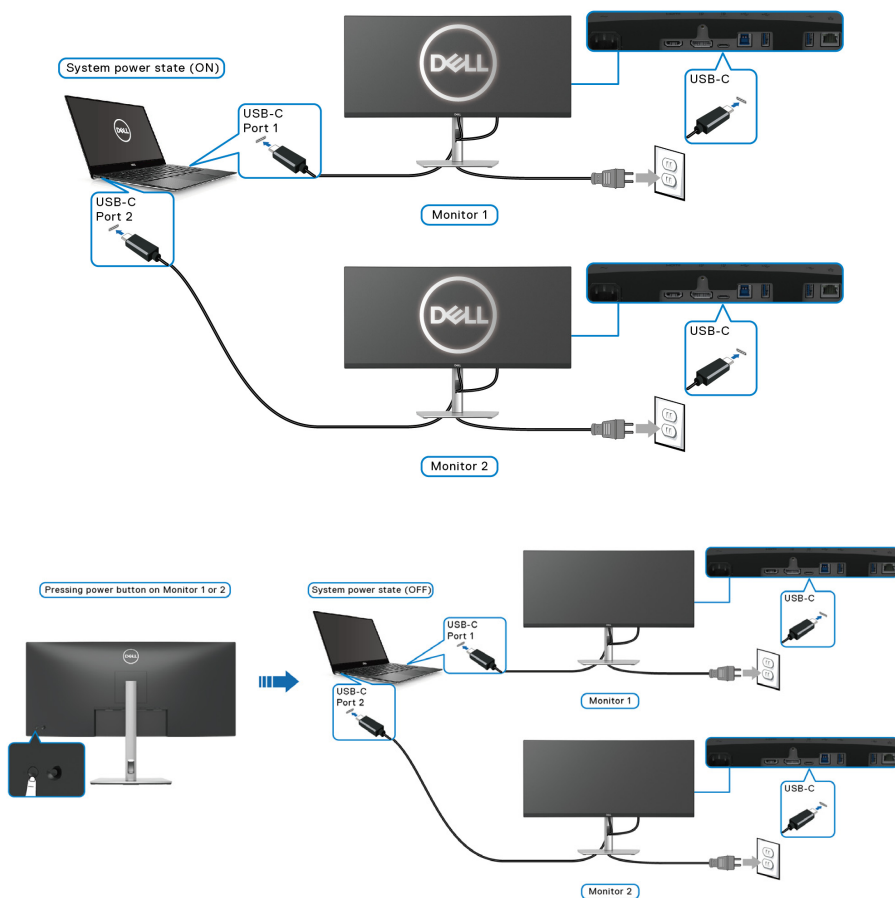 System power state (ON)
DELL
USB-C
Port 1
DELL
USB-C
Monitor 1
USB-C
Port 2
DELL
USB-C
Monitor 2
Pressing power button on Monitor 1 or 2
System power state (OFF)
DELL
USB-C
Port 1
USB-C
Monitor 1
USB-C
Port 2
USB-C
Monitor 2